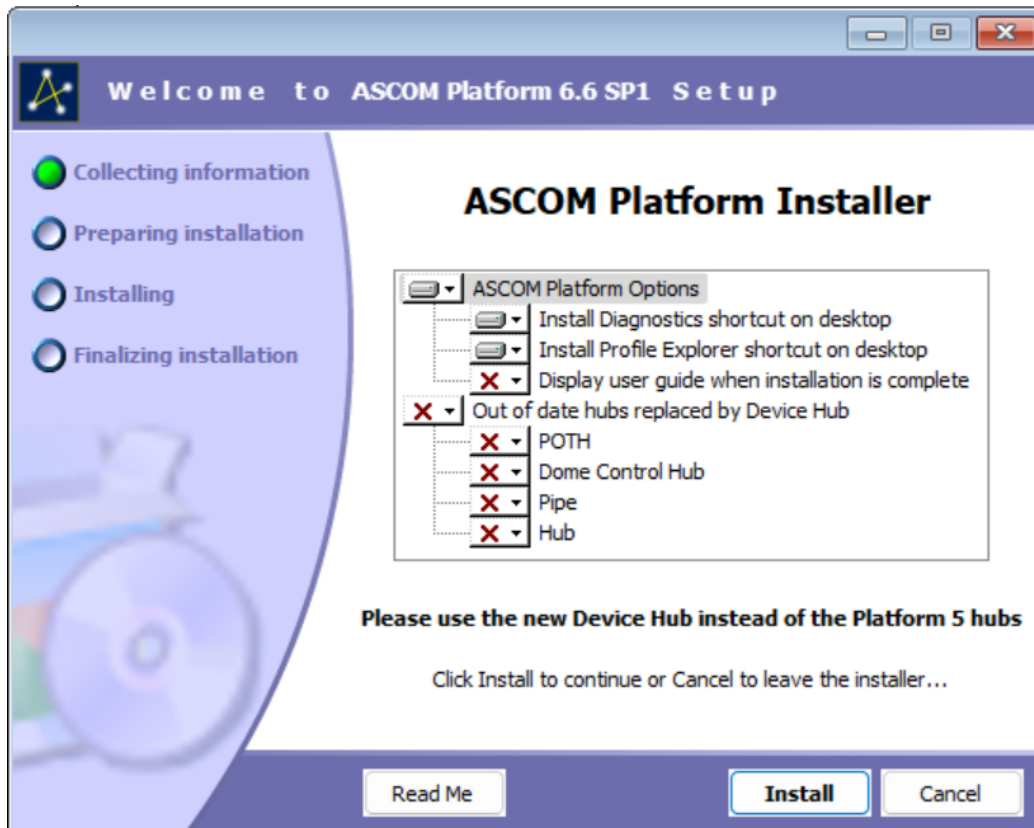 Welcome to ASCOM Platform 6.6 SP1 Setup
Collecting information
Preparing installation
Installing
Finalizing installation
ASCOM Platform Installer
ASCOM Platform Options
Install Diagnostics shortcut on desktop
Install Profile Explorer shortcut on desktop
Display user guide when installation is complete
Out of date hubs replaced by Device Hub
POTH
Dome Control Hub
Pipe
Hub
Please use the new Device Hub instead of the Platform 5 hubs
Click Install to continue or Cancel to leave the installer...
Read Me
Install
Cancel